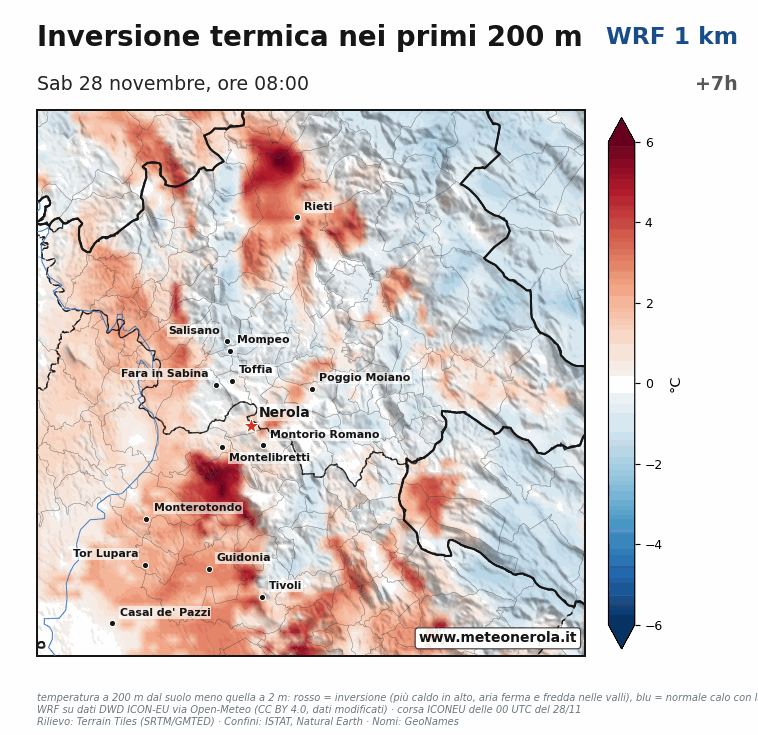 Inversione termica nei primi 200 m
WRF 1 km
Sab 28 novembre, ore 08:00
+7h
Rieti
Salisano
Mompeo
Fara in Sabina
Toffia
Poggio Moiano
Nerola
Montorio Romano
Montelibretti
Monterotondo
Tor Lupara
Guidonia
Tivoli
Casal de' Pazzi
www.meteonerola.it
6
4
2
0
−2
−4
−6
°C
temperatura a 200 m dal suolo meno quella a 2 m: rosso = inversione (più caldo in alto, aria ferma e fredda nelle valli), blu = normale calo con l
WRF su dati DWD ICON-EU via Open-Meteo (CC BY 4.0, dati modificati) · corsa ICONEU delle 00 UTC del 28/11
Rilievo: Terrain Tiles (SRTM/GMTED) · Confini: ISTAT, Natural Earth · Nomi: GeoNames